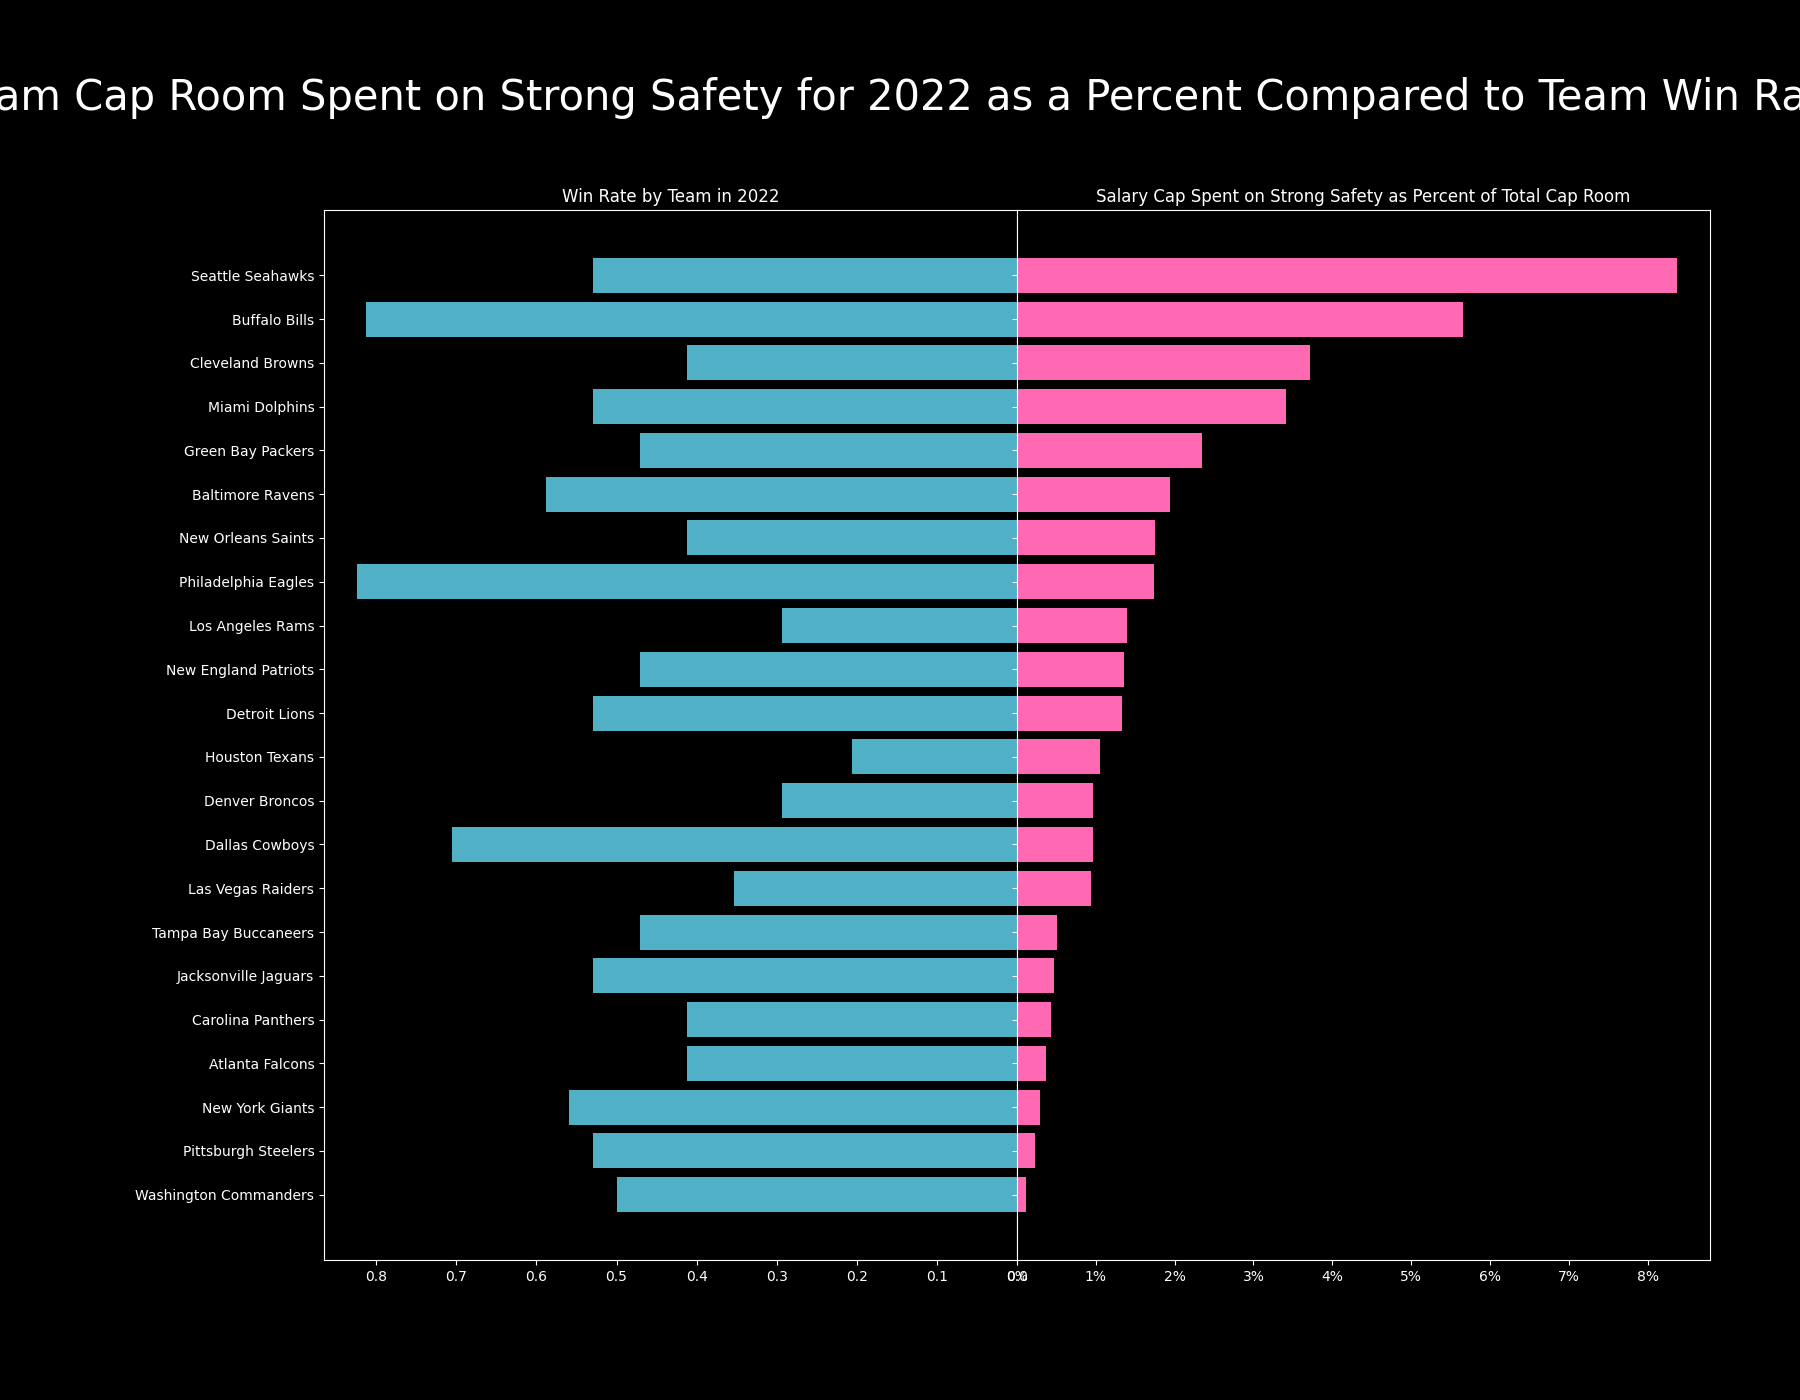 am Cap Room Spent on Strong Safety for 2022 as a Percent Compared to Team Win Ra
Win Rate by Team in 2022
Salary Cap Spent on Strong Safety as Percent of Total Cap Room
Seattle Seahawks
Buffalo Bills
Cleveland Browns
Miami Dolphins
Green Bay Packers
Baltimore Ravens
New Orleans Saints
Philadelphia Eagles
Los Angeles Rams
New England Patriots
Detroit Lions
Houston Texans
Denver Broncos
Dallas Cowboys
Las Vegas Raiders
Tampa Bay Buccaneers
Jacksonville Jaguars
Carolina Panthers
Atlanta Falcons
New York Giants
Pittsburgh Steelers
Washington Commanders
0.8 0.7 0.6 0.5 0.4 0.3 0.2 0.1 0% 1% 2% 3% 4% 5% 6% 7% 8%